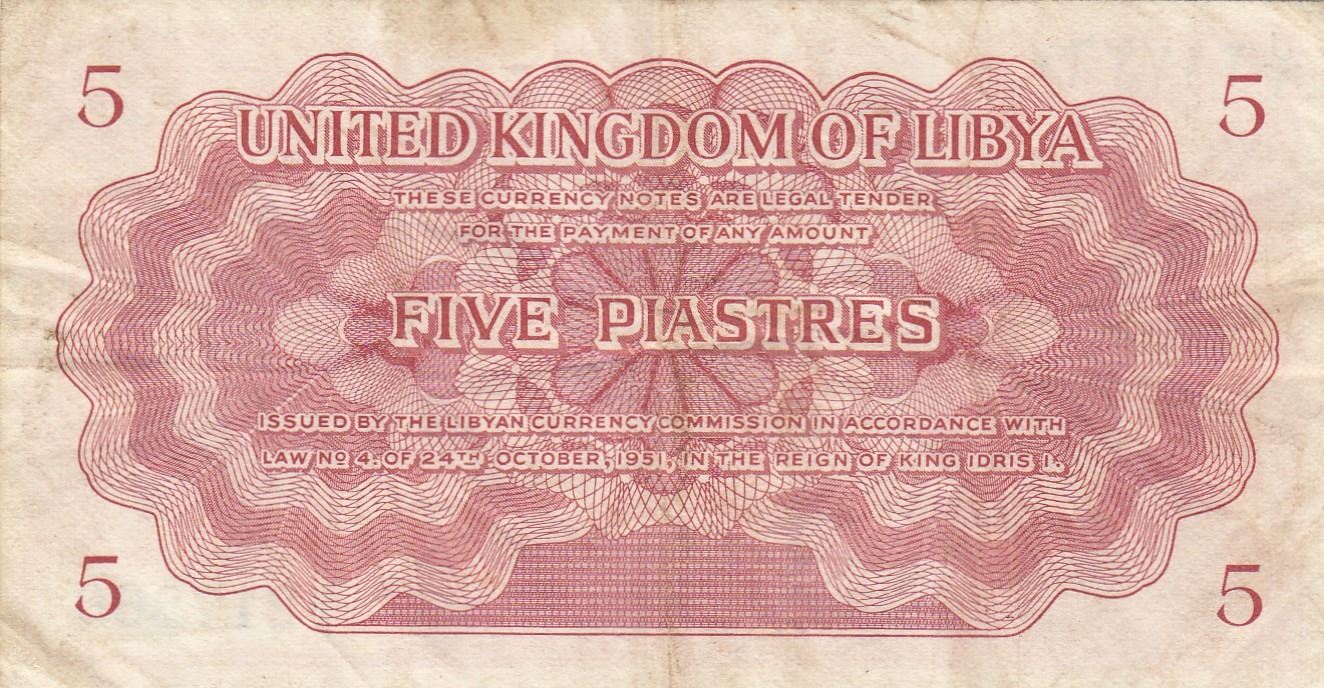 5 5
UNITED KINGDOM OF LIBYA
THESE CURRENCY NOTES ARE LEGAL TENDER
FOR THE PAYMENT OF ANY AMOUNT
FIVE PIASTRES
ISSUED BY THE LIBYAN CURRENCY COMMISSION IN ACCORDANCE WITH
LAW Nº 4. OF 24TH OCTOBER, 1951, IN THE REIGN OF KING IDRIS I.
5 5